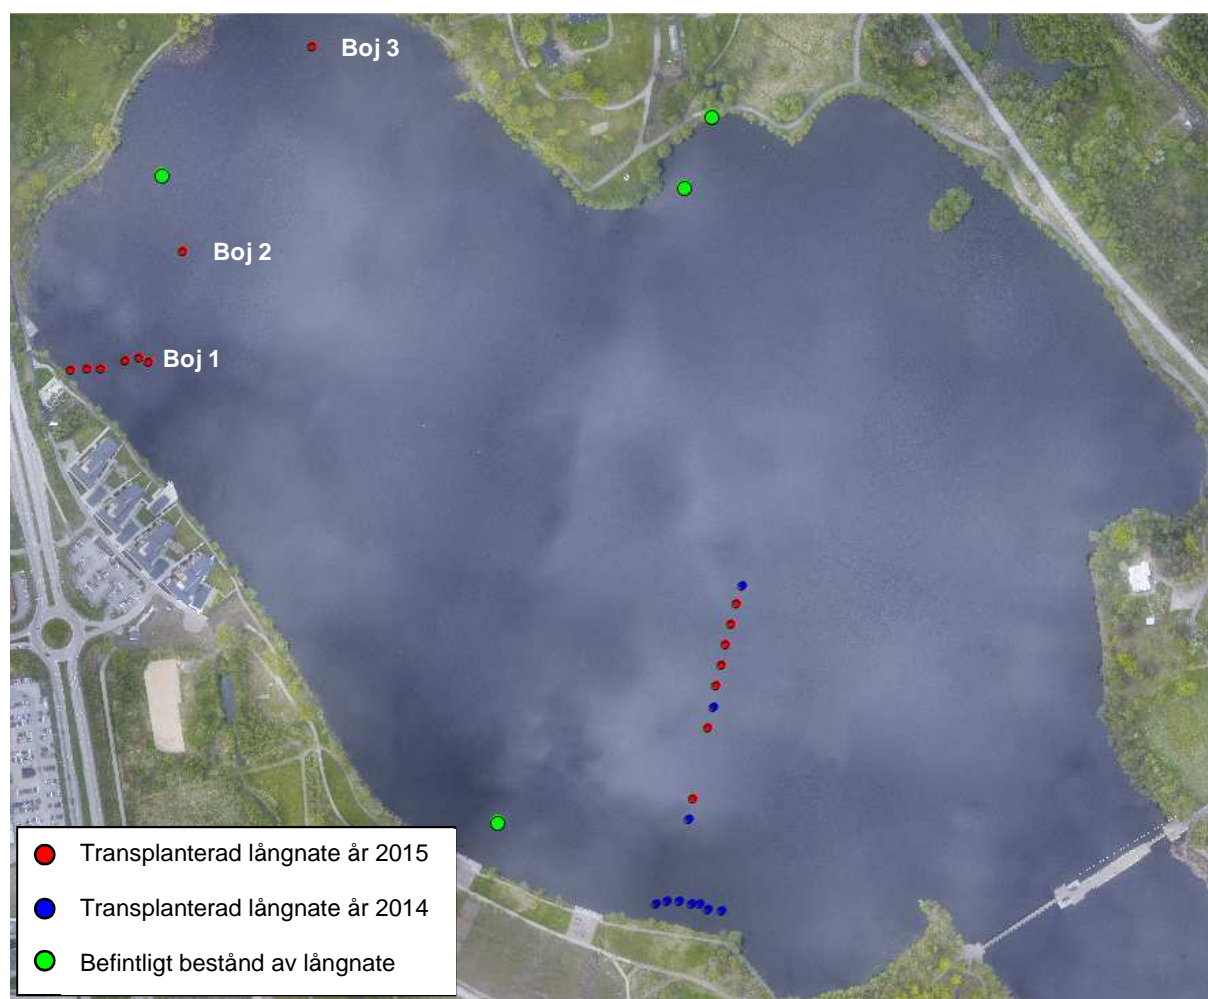 Boj 3
Boj 2
Boj 1
Transplanterad långnate år 2015
Transplanterad långnate år 2014
Befintligt bestånd av långnate